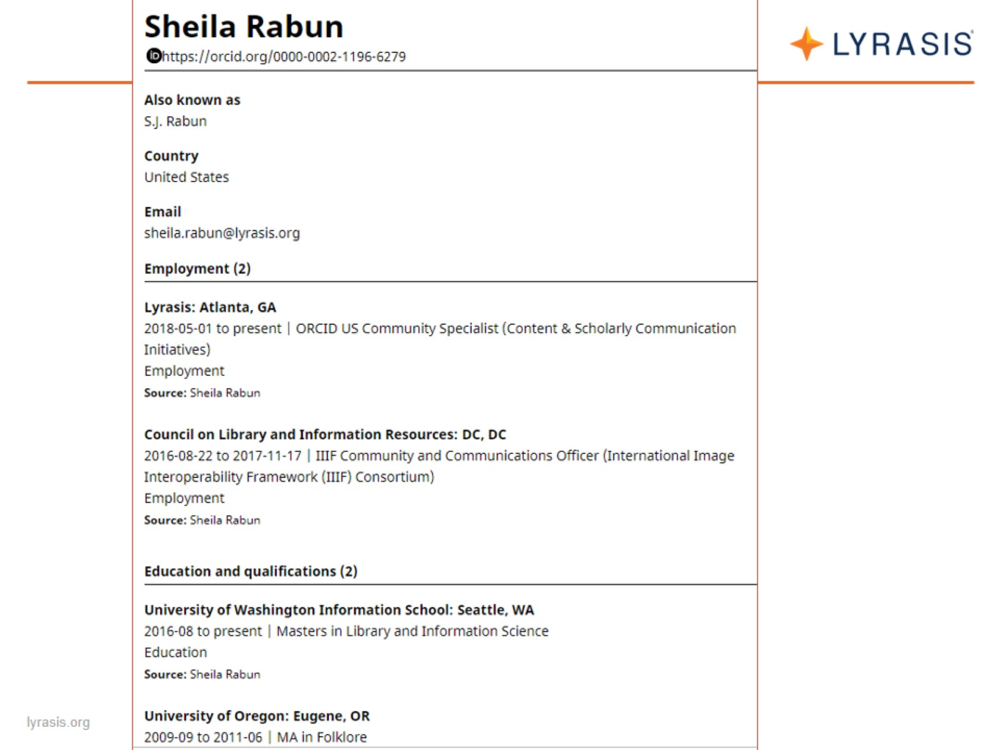 Sheila Rabun
iD https://orcid.org/0000-0002-1196-6279
LYRASIS
Also known as
S.J. Rabun
Country
United States
Email
sheila.rabun@lyrasis.org
Employment (2)
Lyrasis: Atlanta, GA
2018-05-01 to present | ORCID US Community Specialist (Content & Scholarly Communication
Initiatives)
Employment
Source: Sheila Rabun
Council on Library and Information Resources: DC, DC
2016-08-22 to 2017-11-17 | IIIF Community and Communications Officer (International Image
Interoperability Framework (IIIF) Consortium)
Employment
Source: Sheila Rabun
Education and qualifications (2)
University of Washington Information School: Seattle, WA
2016-08 to present | Masters in Library and Information Science
Education
Source: Sheila Rabun
University of Oregon: Eugene, OR
2009-09 to 2011-06 | MA in Folklore
lyrasis.org